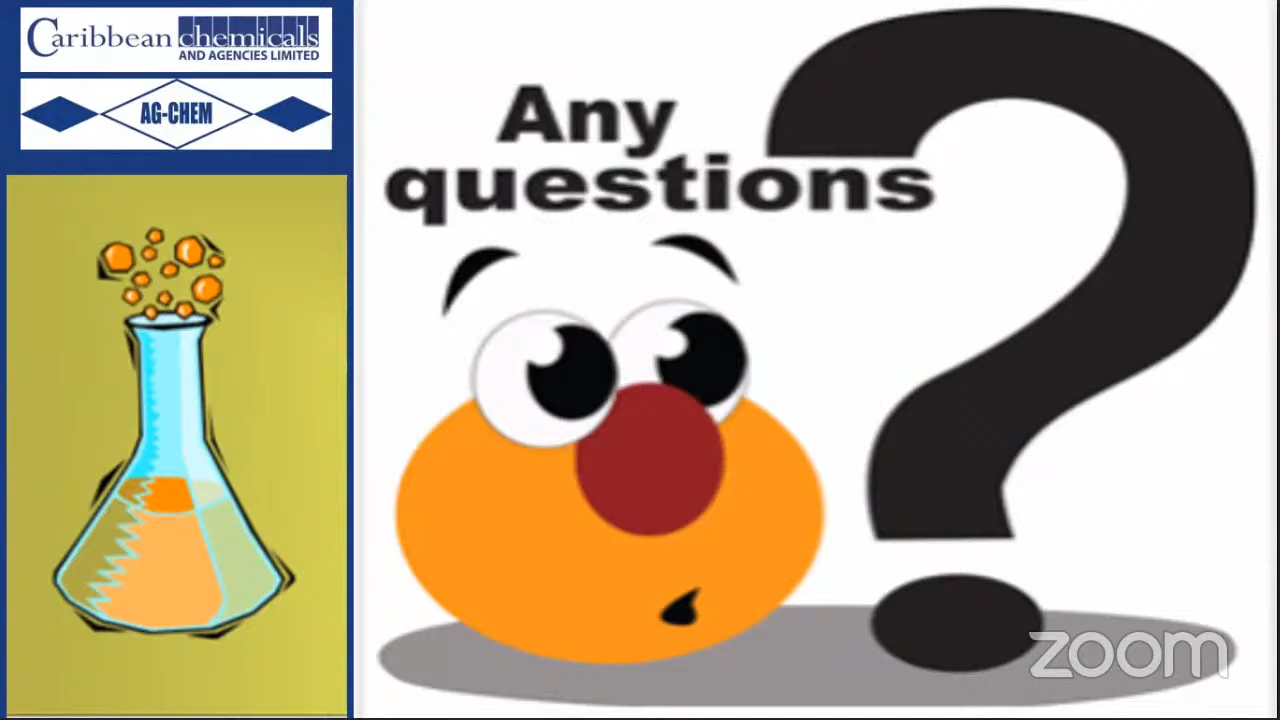 Caribbean chemicals
AND AGENCIES LIMITED
AG-CHEM
Any
questions
?
zoom